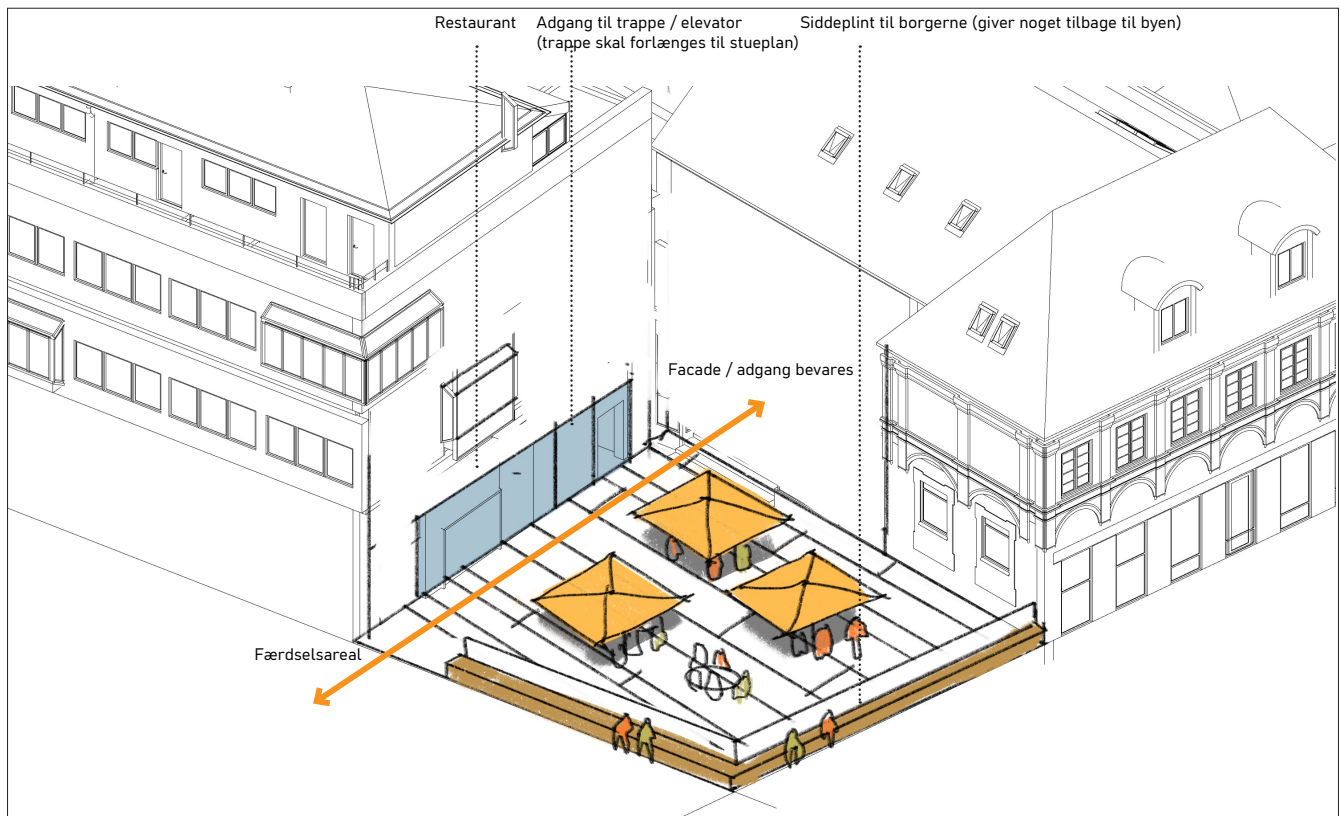 Restaurant
Adgang til trappe / elevator
(trappe skal forlænges til stueplan)
Siddeplint til borgerne (giver noget tilbage til byen)
Facade / adgang bevares
Færdselsareal